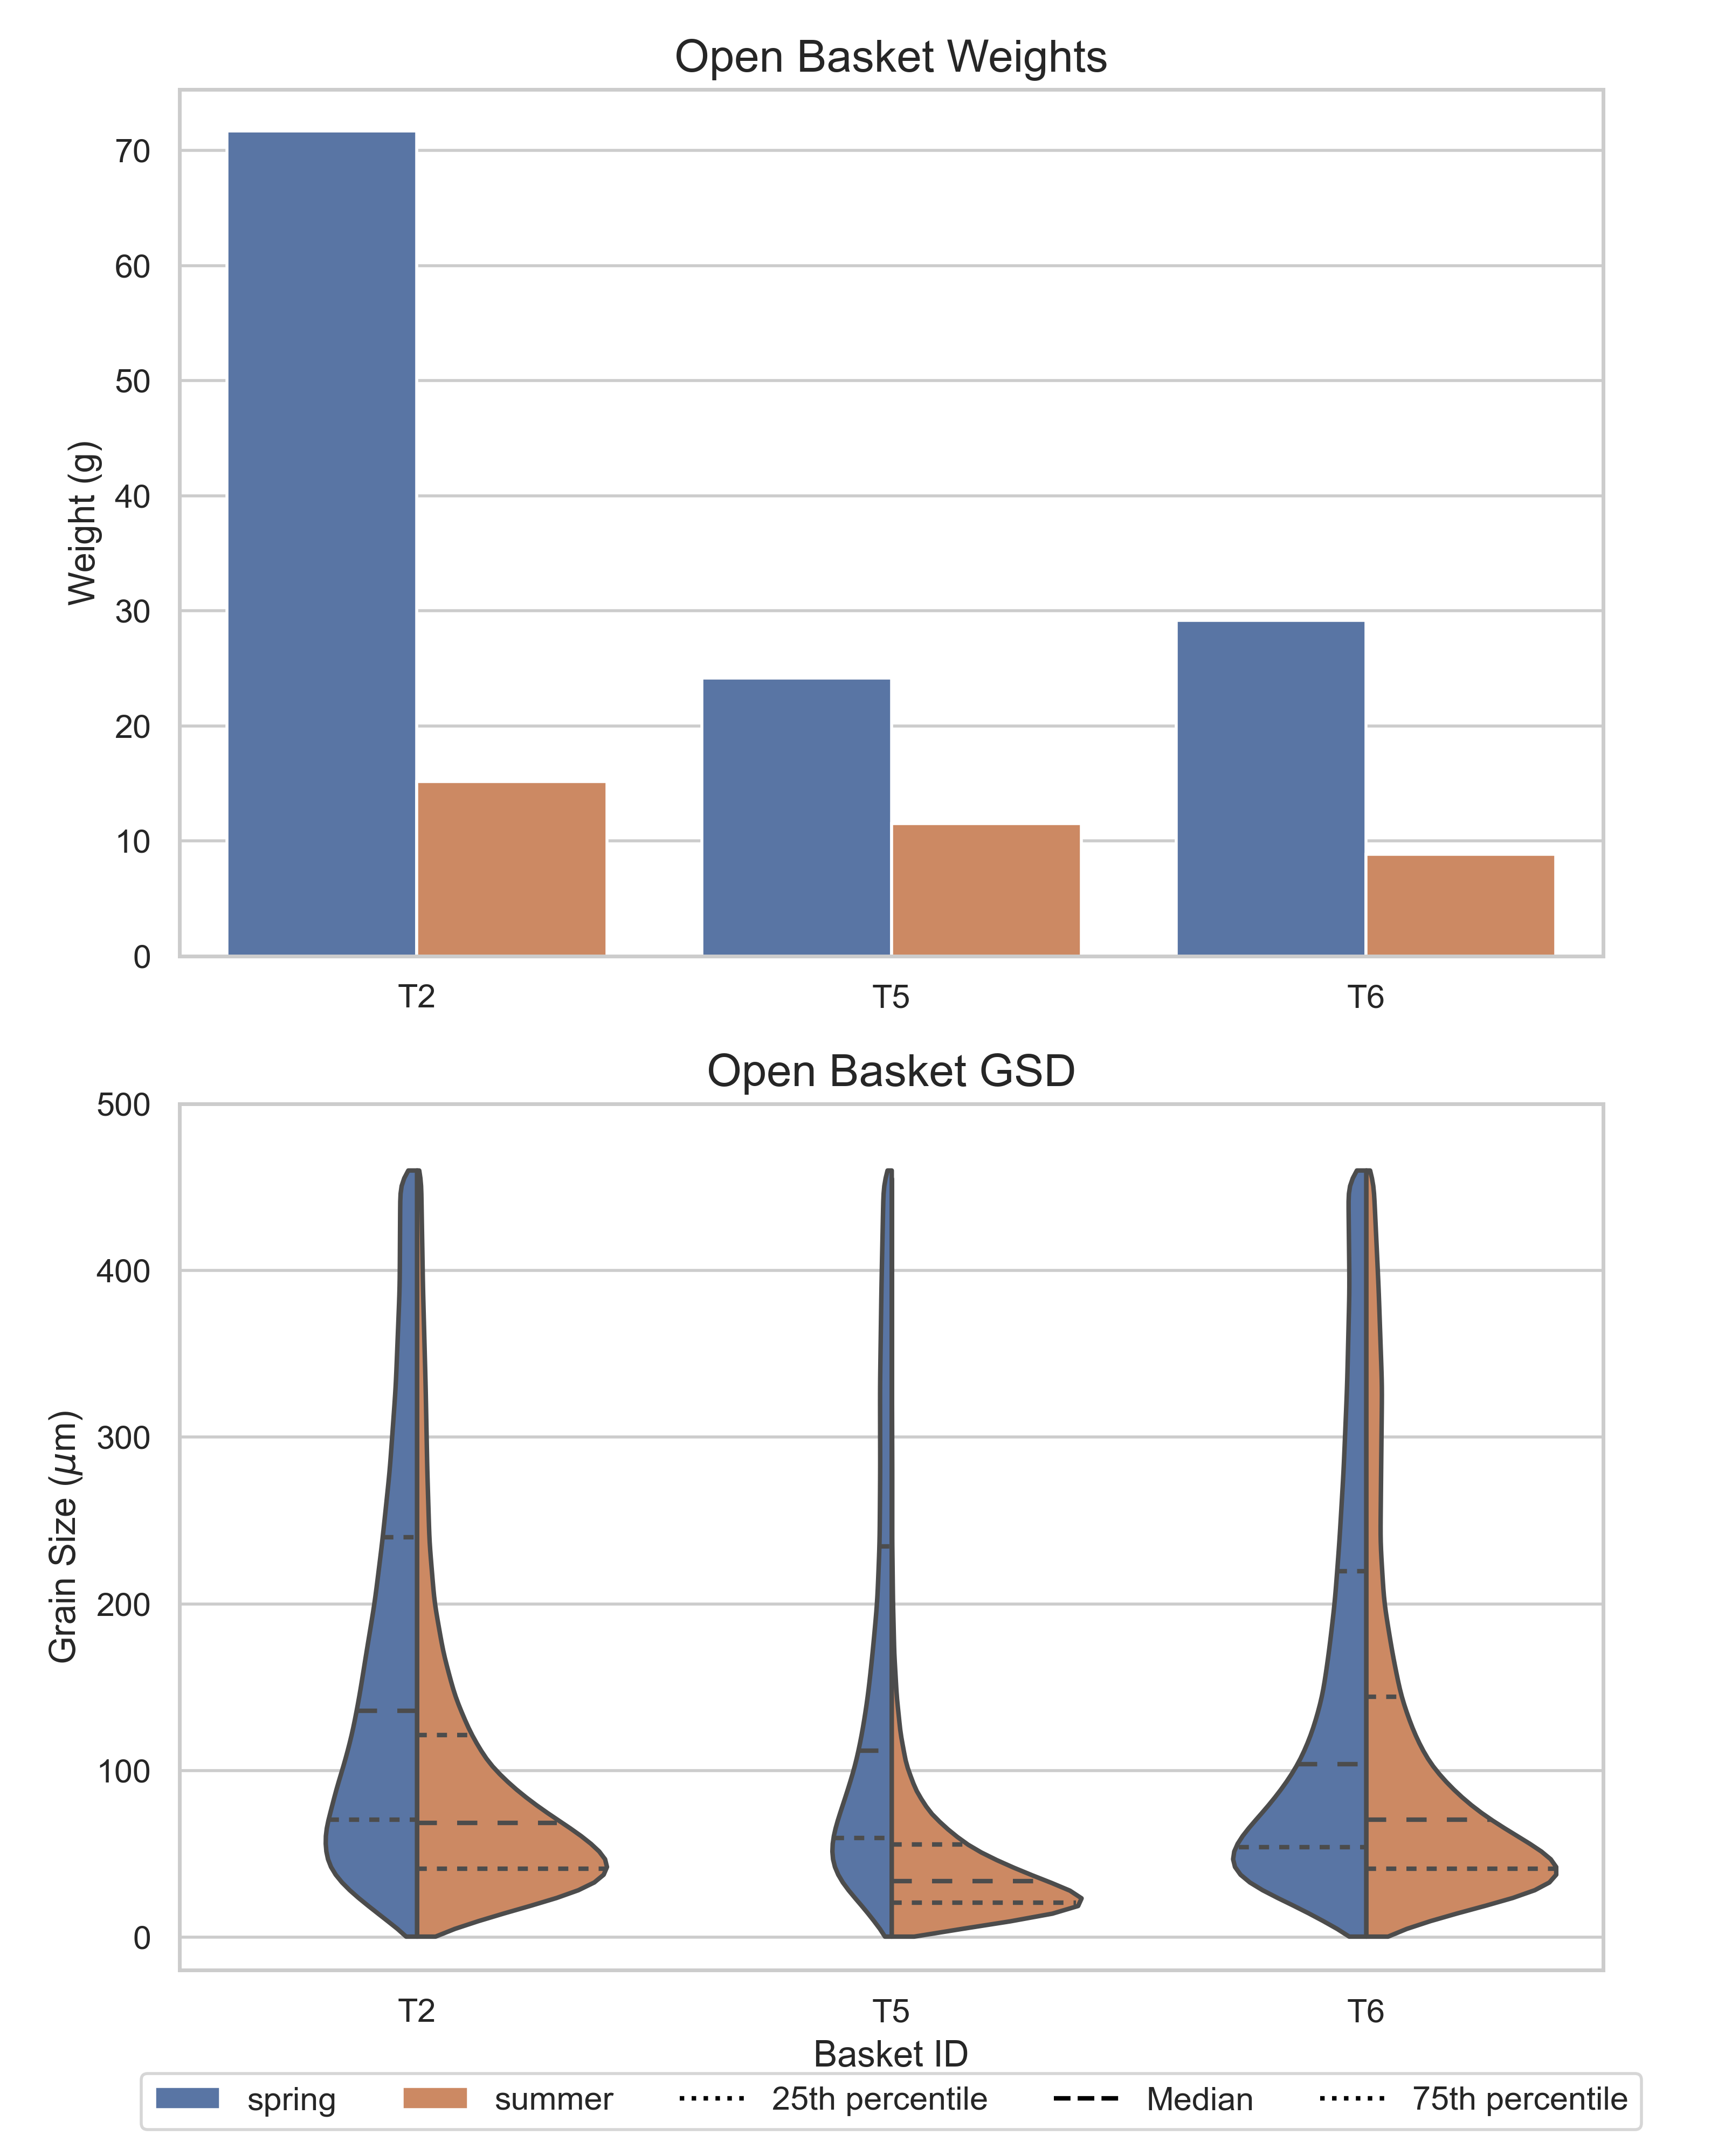 Open Basket Weights
Weight (g)
70
60
50
40
30
20
10
0
T2 T5 T6
Open Basket GSD
Grain Size (μm)
500
400
300
200
100
0
T2 T5 T6
Basket ID
spring summer 25th percentile Median 75th percentile